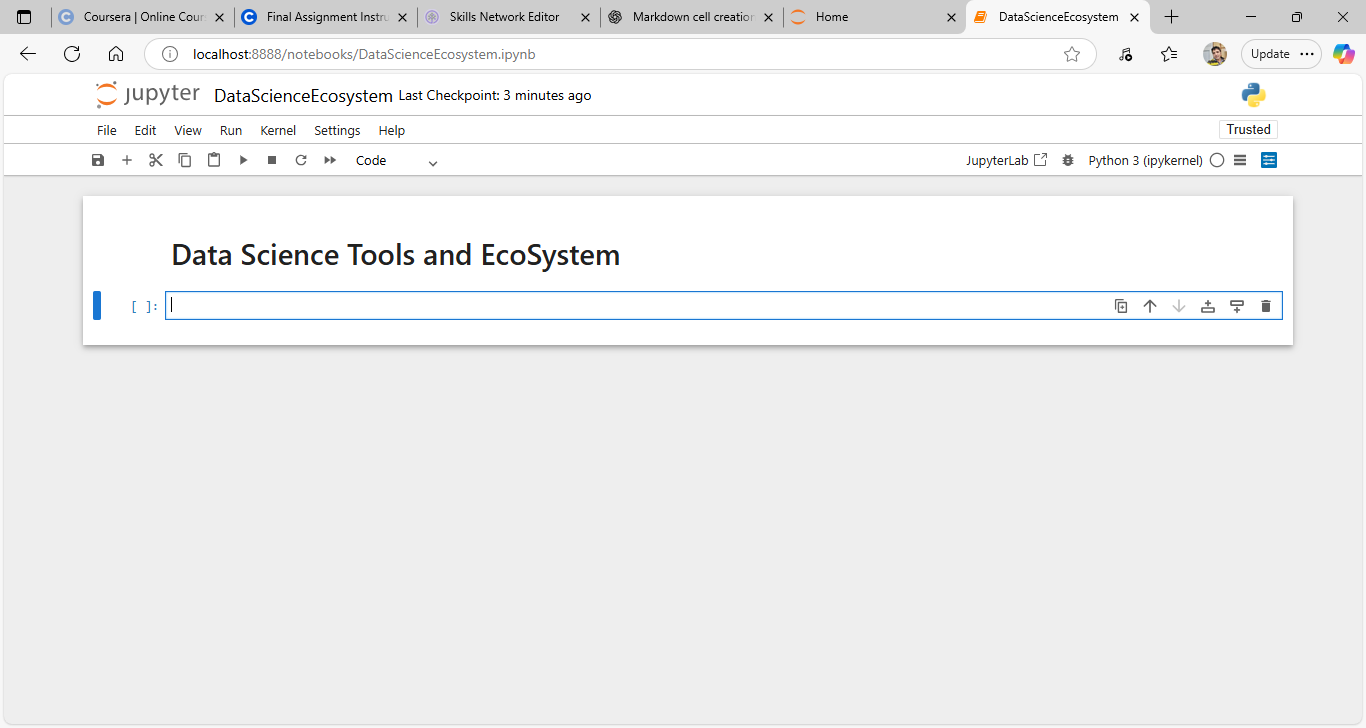 Coursera | Online Cour
Final Assignment Instru
Skills Network Editor
Markdown cell creation
Home
DataScienceEcosystem
localhost:8888/notebooks/DataScienceEcosystem.ipynb
Update
jupyter DataScienceEcosystem Last Checkpoint: 3 minutes ago
File Edit View Run Kernel Settings Help
Trusted
Code
JupyterLab
Python 3 (ipykernel)
Data Science Tools and EcoSystem
[ ]: